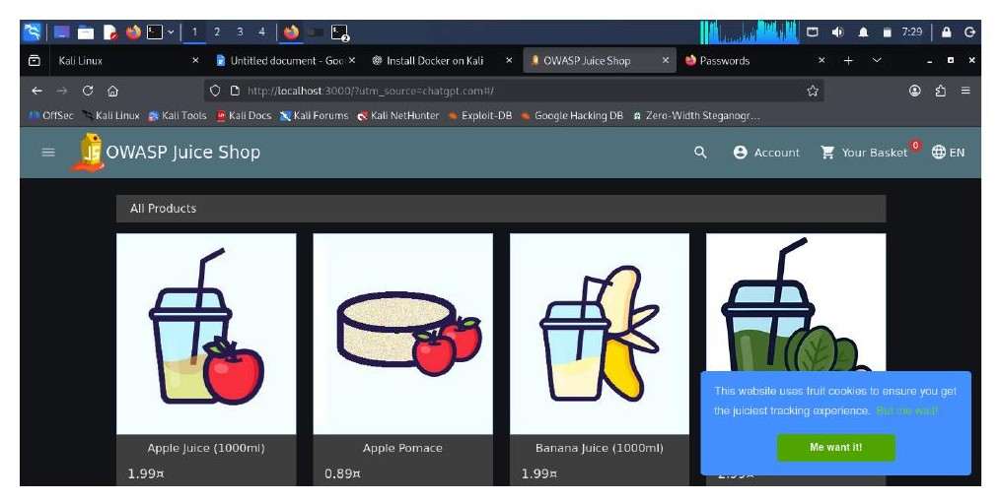 1 2 3 4 2 7:29
Kali Linux × Untitled document - Goo × Install Docker on Kali × OWASP Juice Shop × Passwords ×
http://localhost:3000/?utm_source=chatgpt.com#/
OffSec Kali Linux Kali Tools Kali Docs Kali Forums Kali NetHunter Exploit-DB Google Hacking DB Zero-Width Steganogr...
JS OWASP Juice Shop Account Your Basket 0 EN
All Products
This website uses fruit cookies to ensure you get
the juiciest tracking experience. But me wait!
Me want it!
Apple Juice (1000ml) Apple Pomace Banana Juice (1000ml)
1.99¤ 0.89¤ 1.99¤ 2.99¤